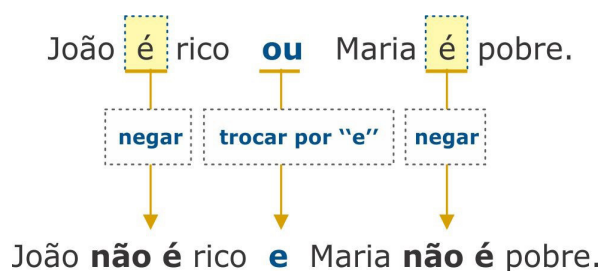 João é rico ou Maria é pobre.
negar trocar por ‘‘e’’ negar
João não é rico e Maria não é pobre.